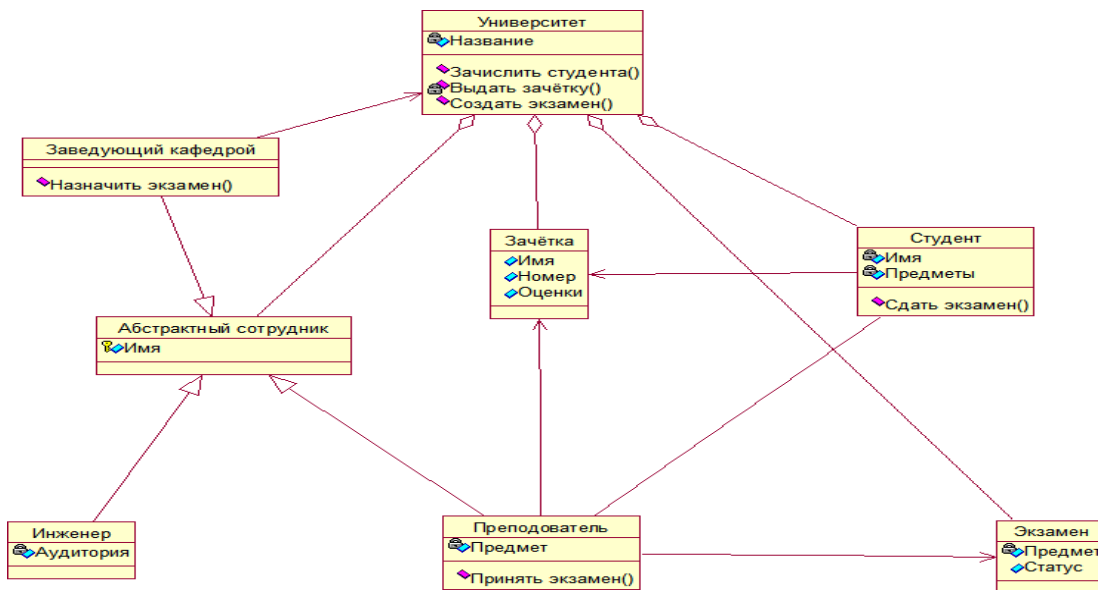 Университет
Название
Зачислить студента()
Выдать зачётку()
Создать экзамен()
Заведующий кафедрой
Назначить экзамен()
Зачётка
Имя
Номер
Оценки
Студент
Имя
Предметы
Сдать экзамен()
Абстрактный сотрудник
Имя
Инженер
Аудитория
Преподователь
Предмет
Принять экзамен()
Экзамен
Предмет
Статус